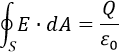 ∮_S E · dA = Q/ε₀